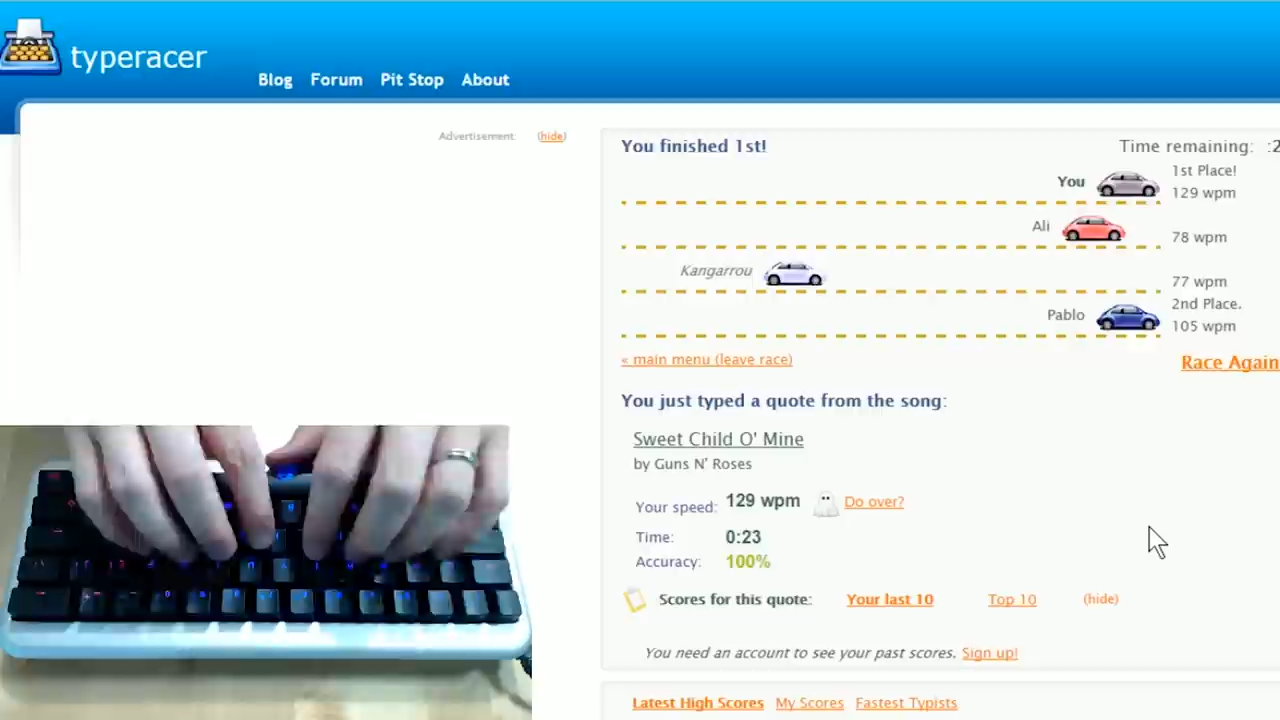 typeracer
Blog Forum Pit Stop About
Advertisement: (hide)
You finished 1st!
Time remaining: :2
You
1st Place!
129 wpm
Ali
78 wpm
Kangarrou
77 wpm
Pablo
2nd Place.
105 wpm
« main menu (leave race)
Race Again
You just typed a quote from the song:
Sweet Child O' Mine
by Guns N' Roses
Your speed: 129 wpm Do over?
Time: 0:23
Accuracy: 100%
Scores for this quote: Your last 10 Top 10 (hide)
You need an account to see your past scores. Sign up!
Latest High Scores My Scores Fastest Typists